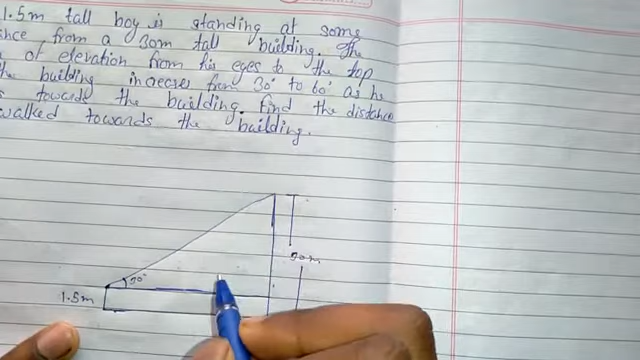 1.5m tall boy is standing at some
ance from a 30m tall building. The
of elevation from his eyes to the top
the building increses from 30° to 60° as he
s towards the building. find the distance
walked towards the building.
30°
30m
1.5m